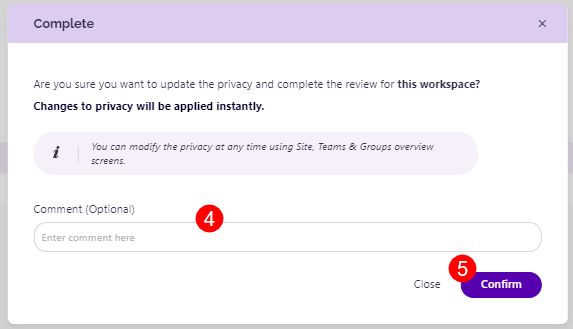 Complete
×
Are you sure you want to update the privacy and complete the review for this workspace?
Changes to privacy will be applied instantly.
i
You can modify the privacy at any time using Site, Teams & Groups overview
screens.
Comment (Optional)
4
Enter comment here
5
Close
Confirm